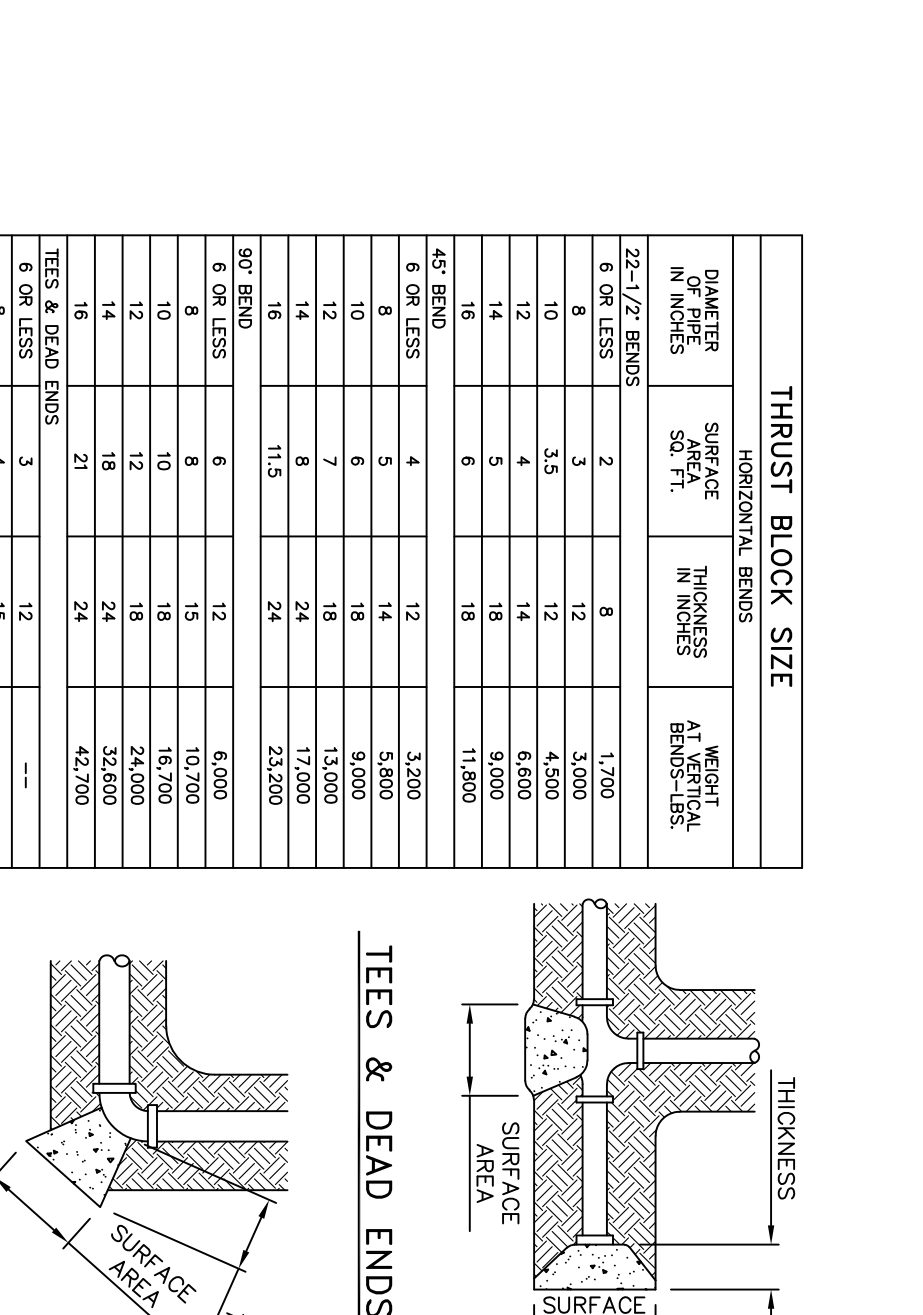 THRUST BLOCK SIZE
HORIZONTAL BENDS
DIAMETER OF PIPE IN INCHES
SURFACE AREA SQ. FT.
THICKNESS IN INCHES
WEIGHT AT VERTICAL BENDS-LBS.
22-1/2° BENDS
6 OR LESS 2 8 1,700
8 3 12 3,000
10 3.5 12 4,500
12 4 14 6,600
14 5 18 9,000
16 6 18 11,800
45° BEND
6 OR LESS 4 12 3,200
8 5 14 5,800
10 6 18 9,000
12 7 18 13,000
14 8 24 17,000
16 11.5 24 23,200
90° BEND
6 OR LESS 6 12 6,000
8 8 15 10,700
10 10 18 16,700
12 12 18 24,000
14 18 24 32,600
16 21 24 42,700
TEES & DEAD ENDS
6 OR LESS 3 12 --
THICKNESS
SURFACE
AREA
SURFACE
TEES & DEAD ENDS
SURFACE
AREA